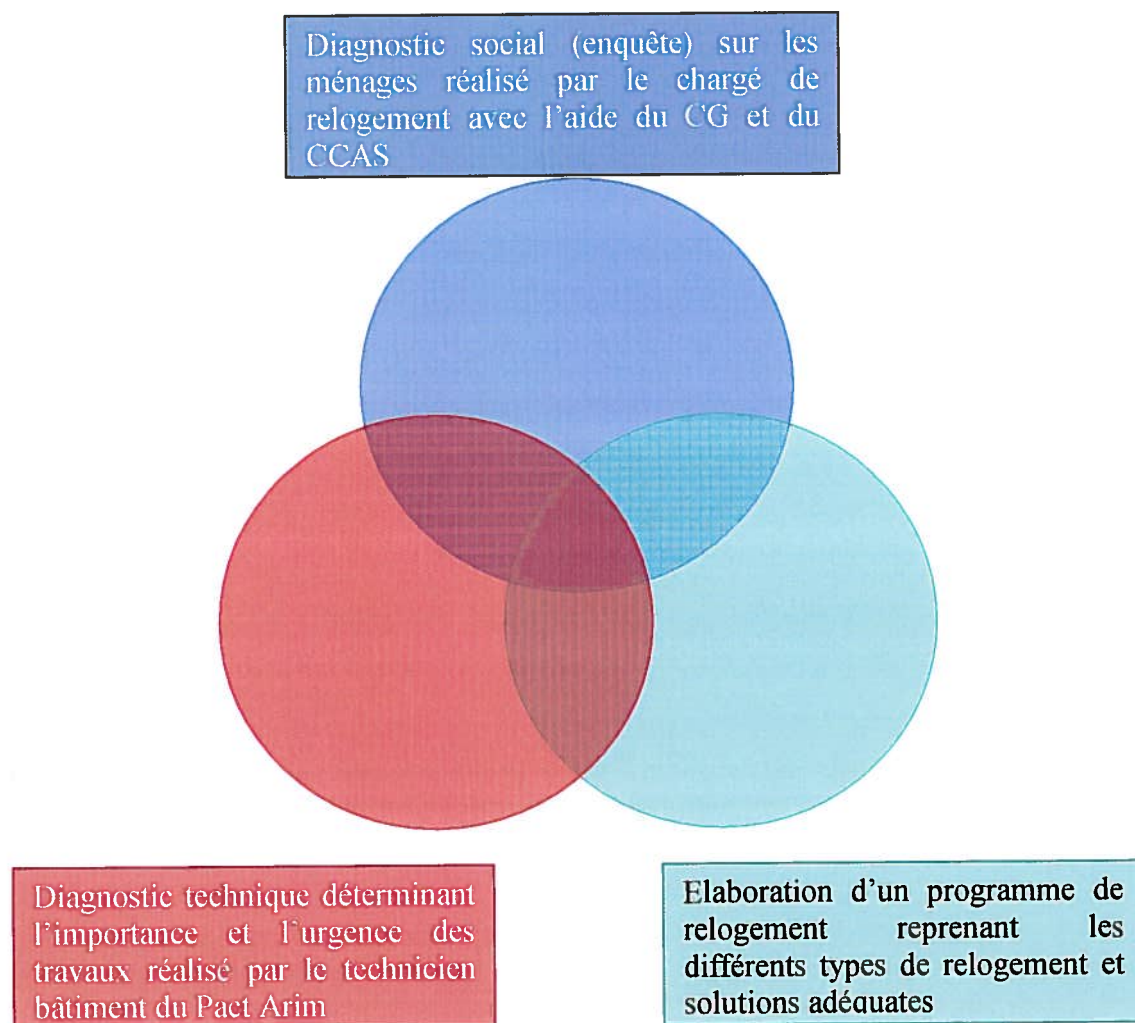 Diagnostic social (enquête) sur les
ménages réalisé par le chargé de
relogement avec l'aide du CG et du
CCAS
Diagnostic technique déterminant
l'importance et l'urgence des
travaux réalisé par le technicien
bâtiment du Pact Arim
Elaboration d'un programme de
relogement reprenant les
différents types de relogement et
solutions adéquates